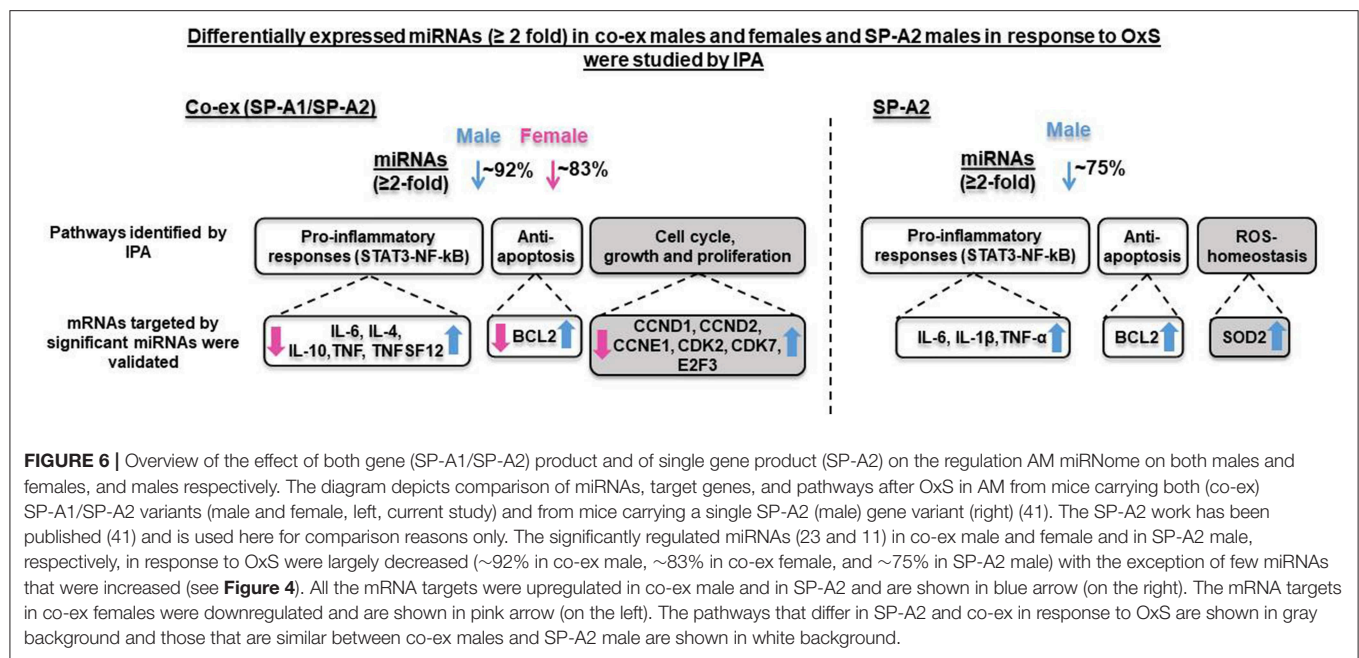 Differentially expressed miRNAs (≥ 2 fold) in co-ex males and females and SP-A2 males in response to OxS
were studied by IPA
Co-ex (SP-A1/SP-A2)
Male Female
miRNAs
(≥2-fold)
~92% ~83%
Pathways identified by
IPA
Pro-inflammatory
responses (STAT3-NF-kB)
Anti-
apoptosis
Cell cycle,
growth and proliferation
mRNAs targeted by
significant miRNAs were
validated
IL-6, IL-4,
IL-10,TNF, TNFSF12
BCL2
CCND1, CCND2,
CCNE1, CDK2, CDK7,
E2F3
SP-A2
Male
miRNAs
(≥2-fold)
~75%
Pro-inflammatory
responses (STAT3-NF-kB)
Anti-
apoptosis
ROS-
homeostasis
IL-6, IL-1β,TNF-α
BCL2
SOD2
FIGURE 6 | Overview of the effect of both gene (SP-A1/SP-A2) product and of single gene product (SP-A2) on the regulation AM miRNome on both males and
females, and males respectively. The diagram depicts comparison of miRNAs, target genes, and pathways after OxS in AM from mice carrying both (co-ex)
SP-A1/SP-A2 variants (male and female, left, current study) and from mice carrying a single SP-A2 (male) gene variant (right) (41). The SP-A2 work has been
published (41) and is used here for comparison reasons only. The significantly regulated miRNAs (23 and 11) in co-ex male and female and in SP-A2 male,
respectively, in response to OxS were largely decreased (~92% in co-ex male, ~83% in co-ex female, and ~75% in SP-A2 male) with the exception of few miRNAs
that were increased (see Figure 4). All the mRNA targets were upregulated in co-ex male and in SP-A2 and are shown in blue arrow (on the right). The mRNA targets
in co-ex females were downregulated and are shown in pink arrow (on the left). The pathways that differ in SP-A2 and co-ex in response to OxS are shown in gray
background and those that are similar between co-ex males and SP-A2 male are shown in white background.